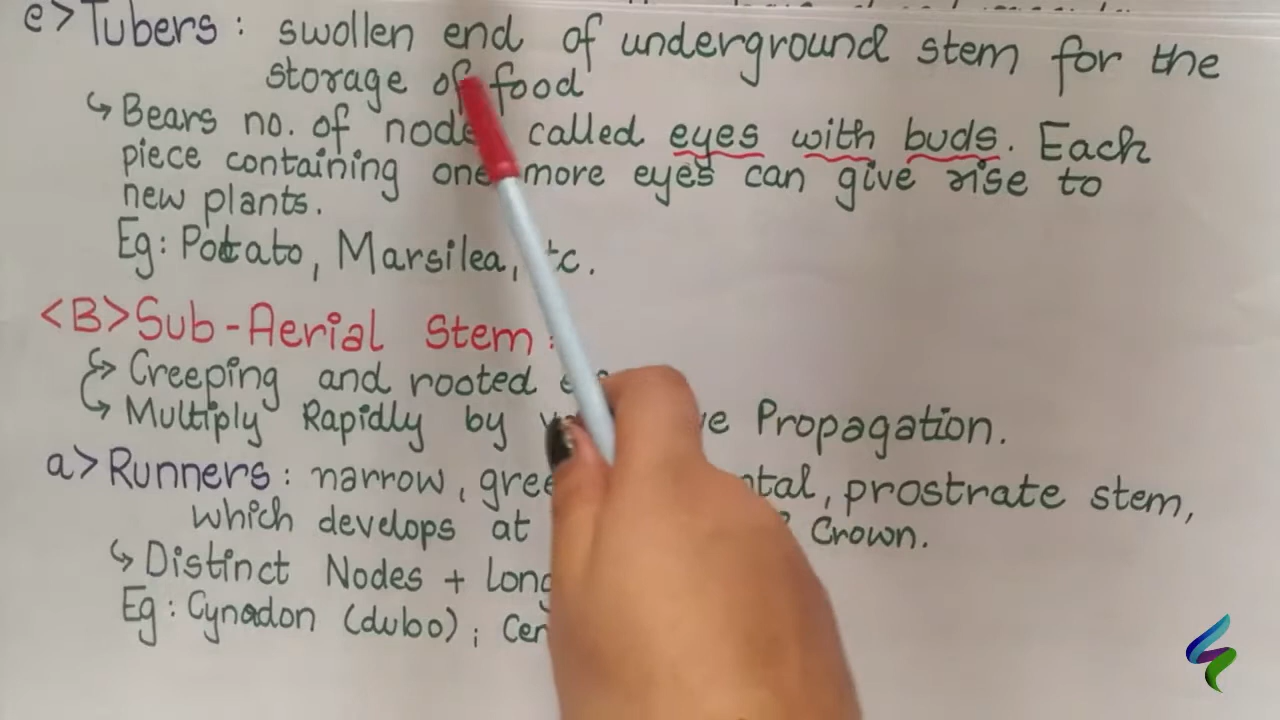 e> Tubers : swollen end of underground stem for the
storage of food
↳ Bears no. of node called eyes with buds. Each
piece containing one more eyes can give rise to
new plants.
Eg: Potato, Marsilea, tc.
<B> Sub-Aerial Stem :
↳ Creeping and rooted
↳ Multiply Rapidly by ve Propagation.
a> Runners : narrow, gree ntal, prostrate stem,
which develops at Crown.
↳ Distinct Nodes + Long
Eg: Cynodon (dubo) ; Cen